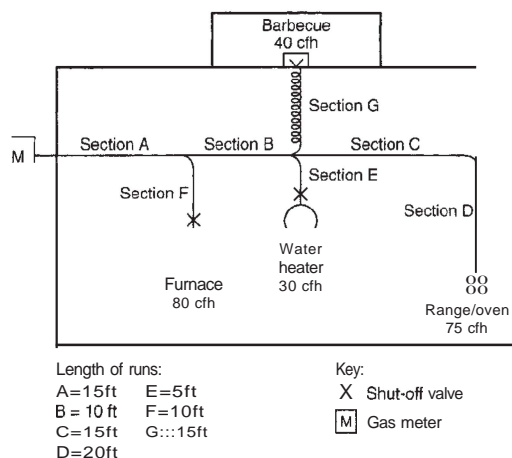 Barbecue
40 cfh
Section G
Section A
Section B
Section C
M
Section E
Section F
Section D
Water
heater
30 cfh
Furnace
80 cfh
Range/oven
75 cfh
Length of runs:
A=15ft E=5ft
B = 10 ft F=10ft
C=15ft G:::15ft
D=20ft
Key:
X Shut-off valve
M Gas meter